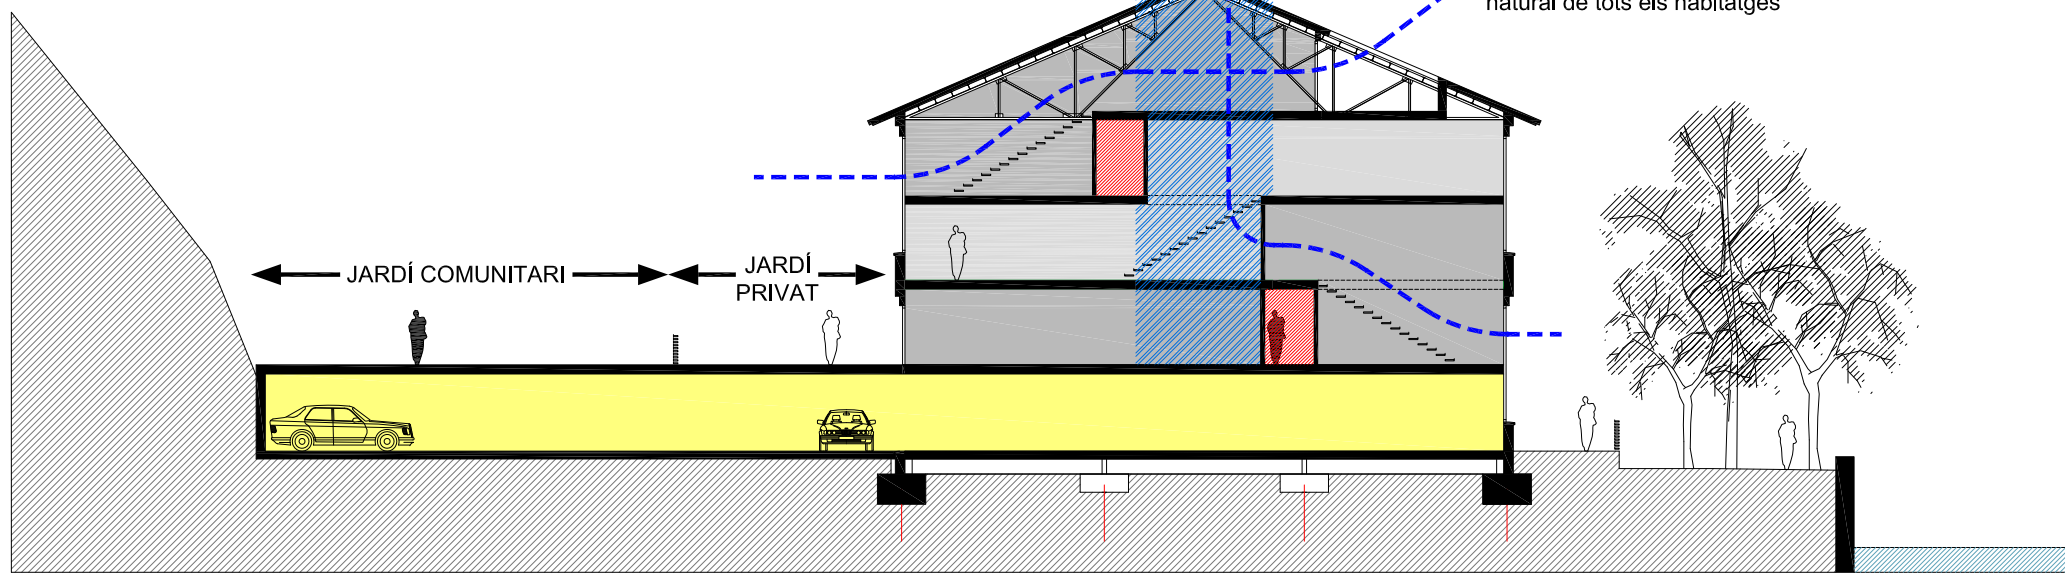 natural de tots els habitatges
JARDÍ COMUNITARI
JARDÍ
PRIVAT